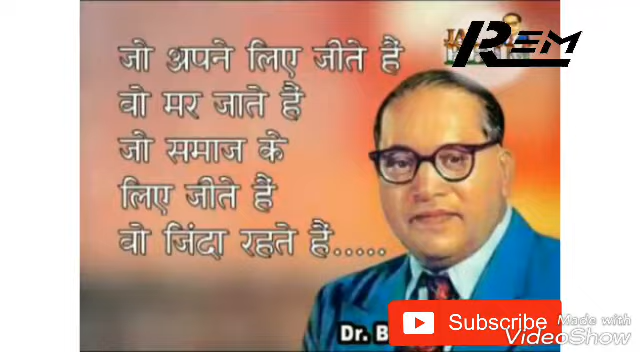 REM
जो अपने लिए जीते हैं
वो मर जाते हैं
जो समाज के
लिए जीते हैं
वो जिंदा रहते हैं.....
Subscribe
Made with
VideoShow
Dr. B